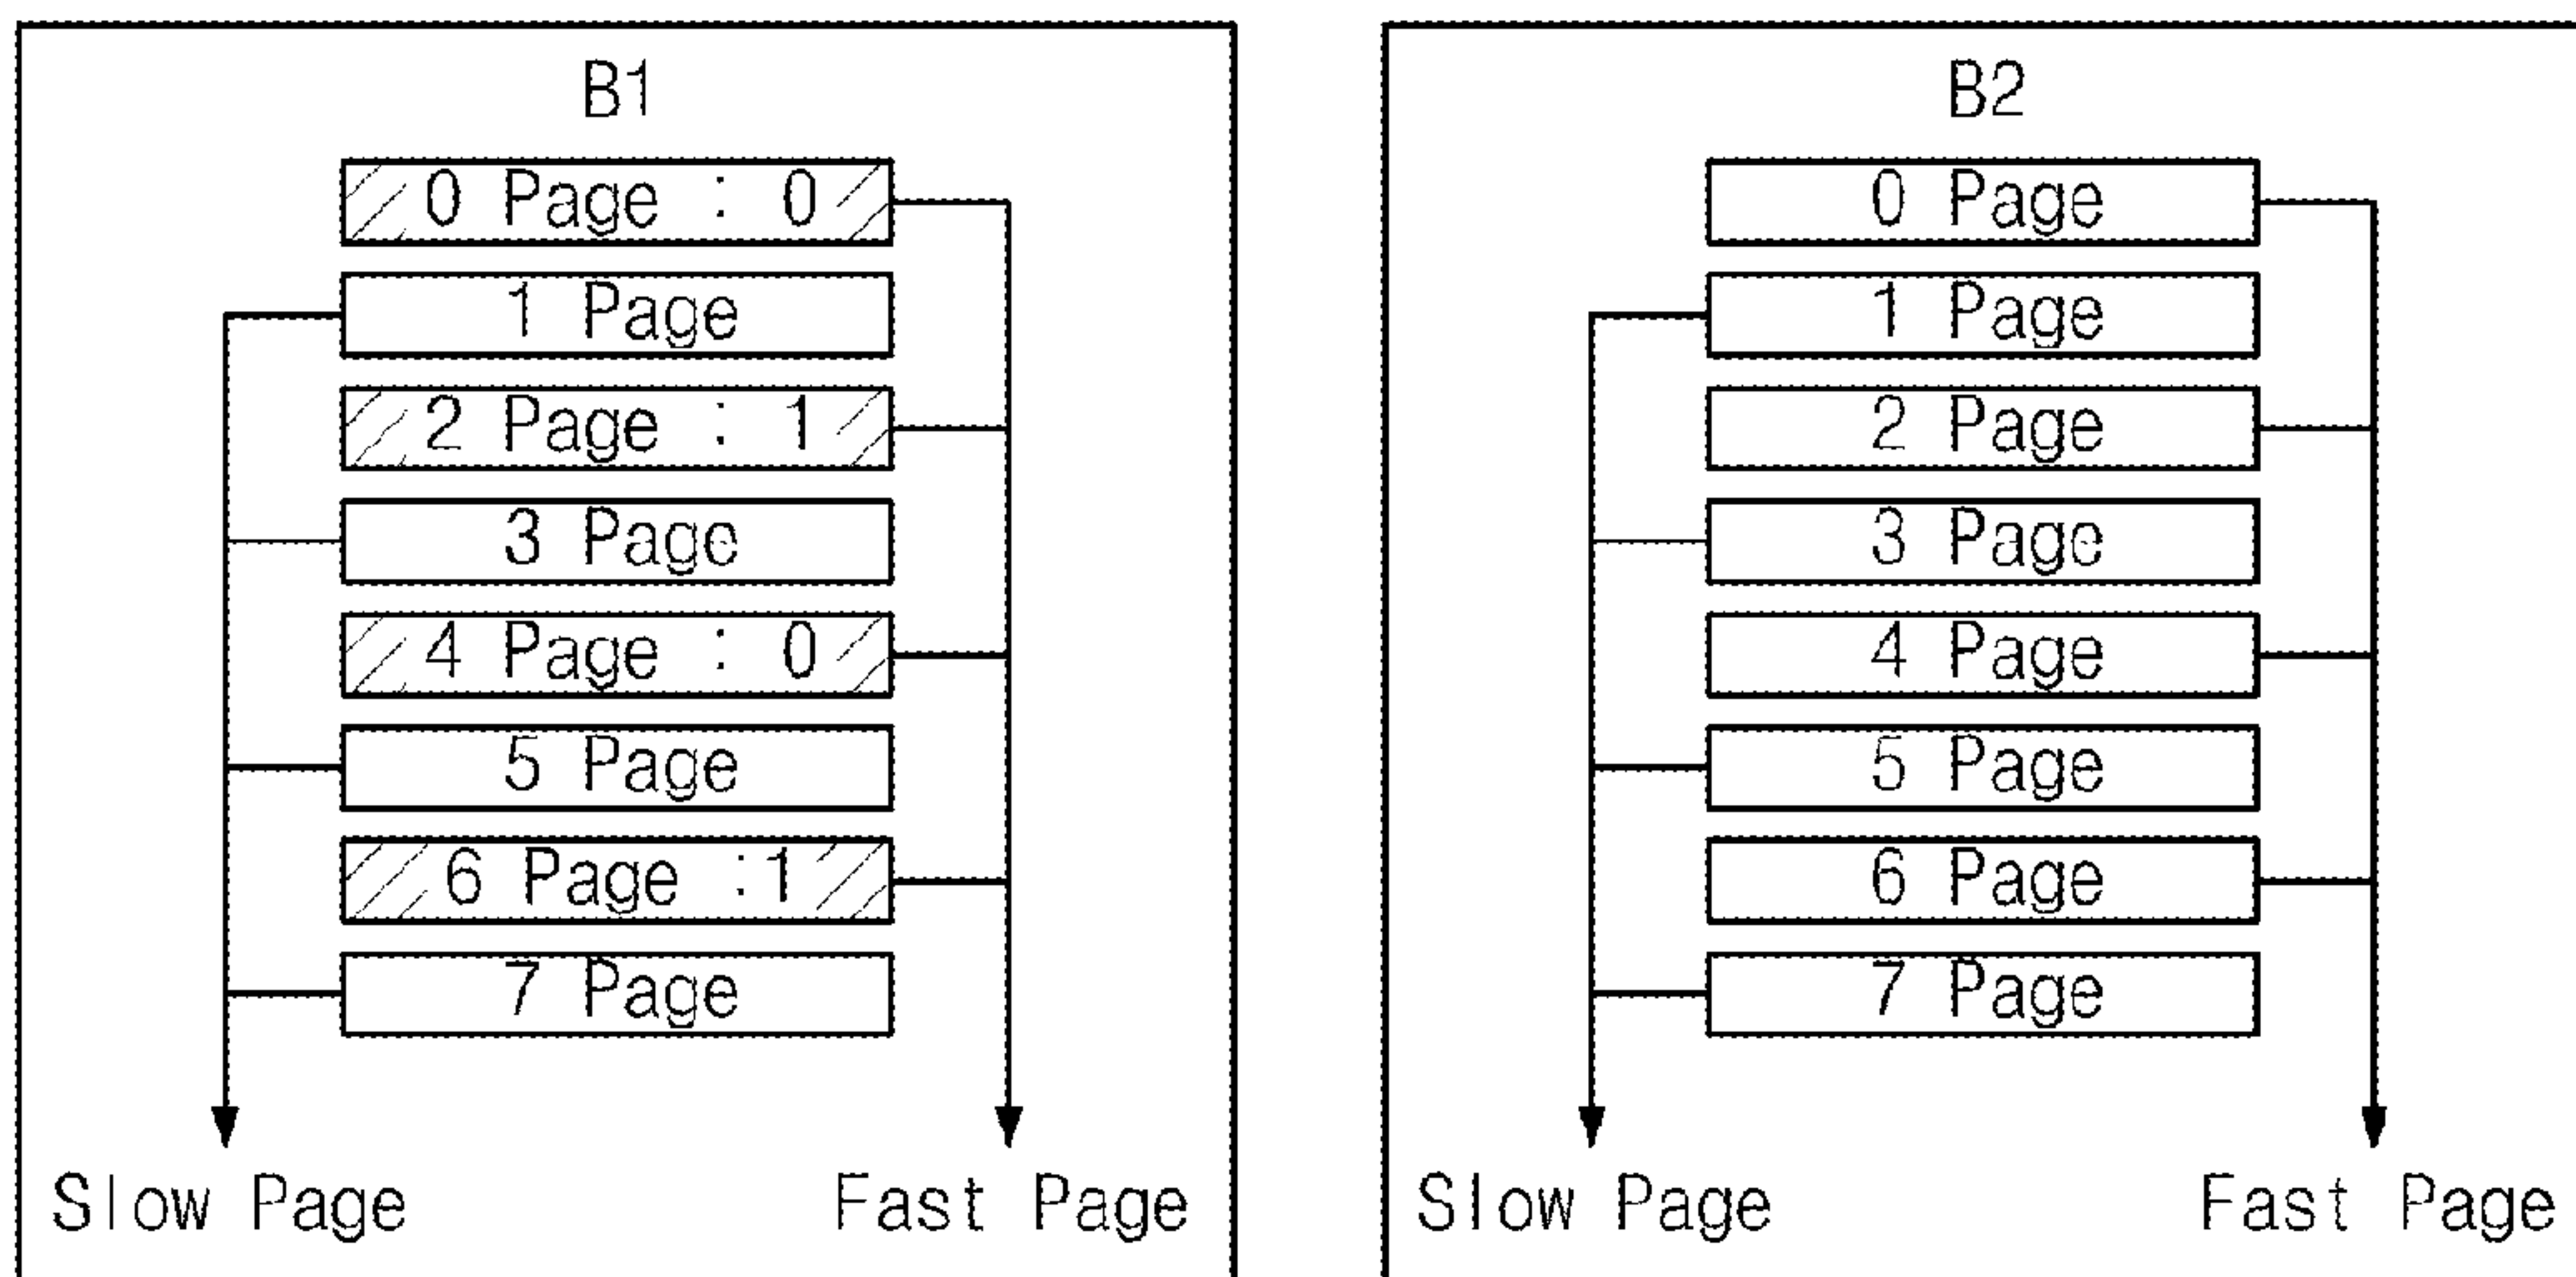 B1
0 Page : 0
1 Page
2 Page : 1
3 Page
4 Page : 0
5 Page
6 Page :1
7 Page
Slow Page
Fast Page
B2
0 Page
1 Page
2 Page
3 Page
4 Page
5 Page
6 Page
7 Page
Slow Page
Fast Page